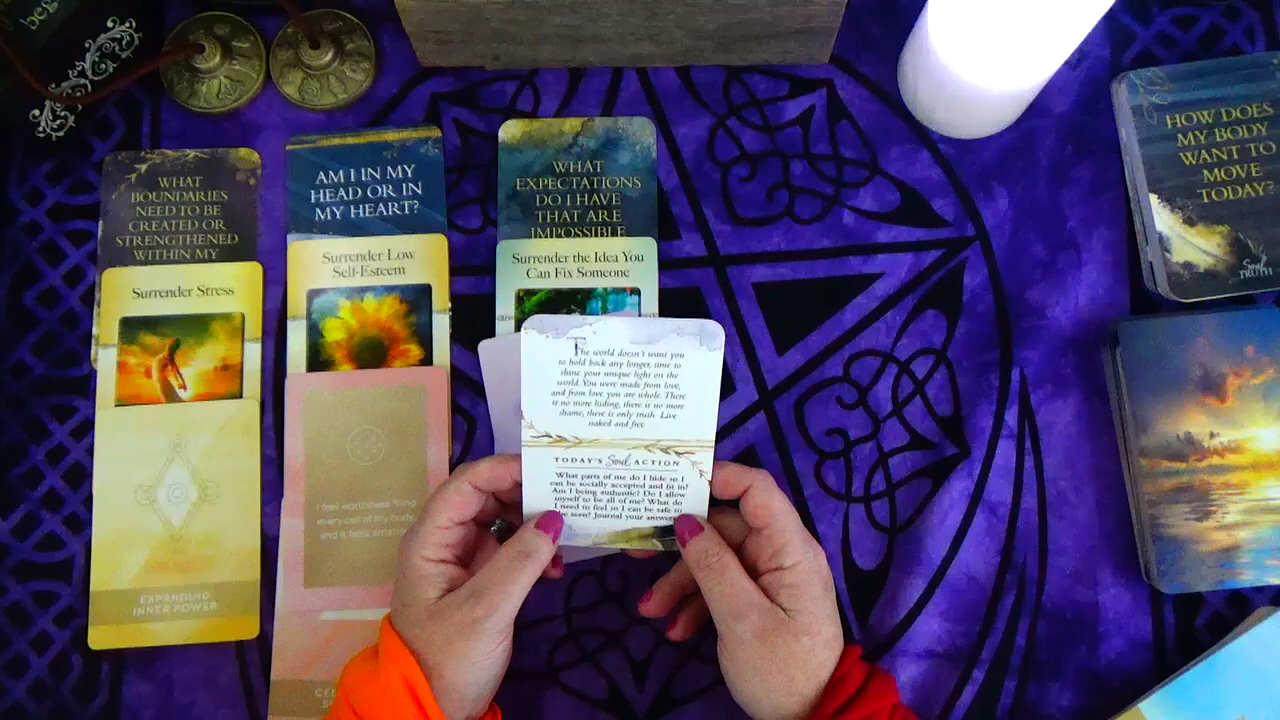 beg
WHAT
BOUNDARIES
NEED TO BE
CREATED OR
STRENGTHENED
WITHIN MY
Surrender Stress
EXPANDING
INNER POWER
AM I IN MY
HEAD OR IN
MY HEART?
Surrender Low
Self-Esteem
I feel worthiness filling
every cell of my body,
and it feels
WHAT
EXPECTATIONS
DO I HAVE
THAT ARE
IMPOSSIBLE
Surrender the Idea You
Can Fix Someone
The world doesn't want you
to hold back any longer, time to
shine your unique light on the
world. You were made from love,
and from love you are whole. There
is no more hiding, there is no more
shame, there is only truth. Live
naked and free
TODAY'S Soul ACTION
What parts of me do I hide so I
can be socially accepted and fit in?
Am I being authentic? Do I allow
myself to be all of me? What do
I need to feel so I can be safe to
be seen? Journal your answers
HOW DOES
MY BODY
WANT TO
MOVE
TODAY?
Soul
TRUTH